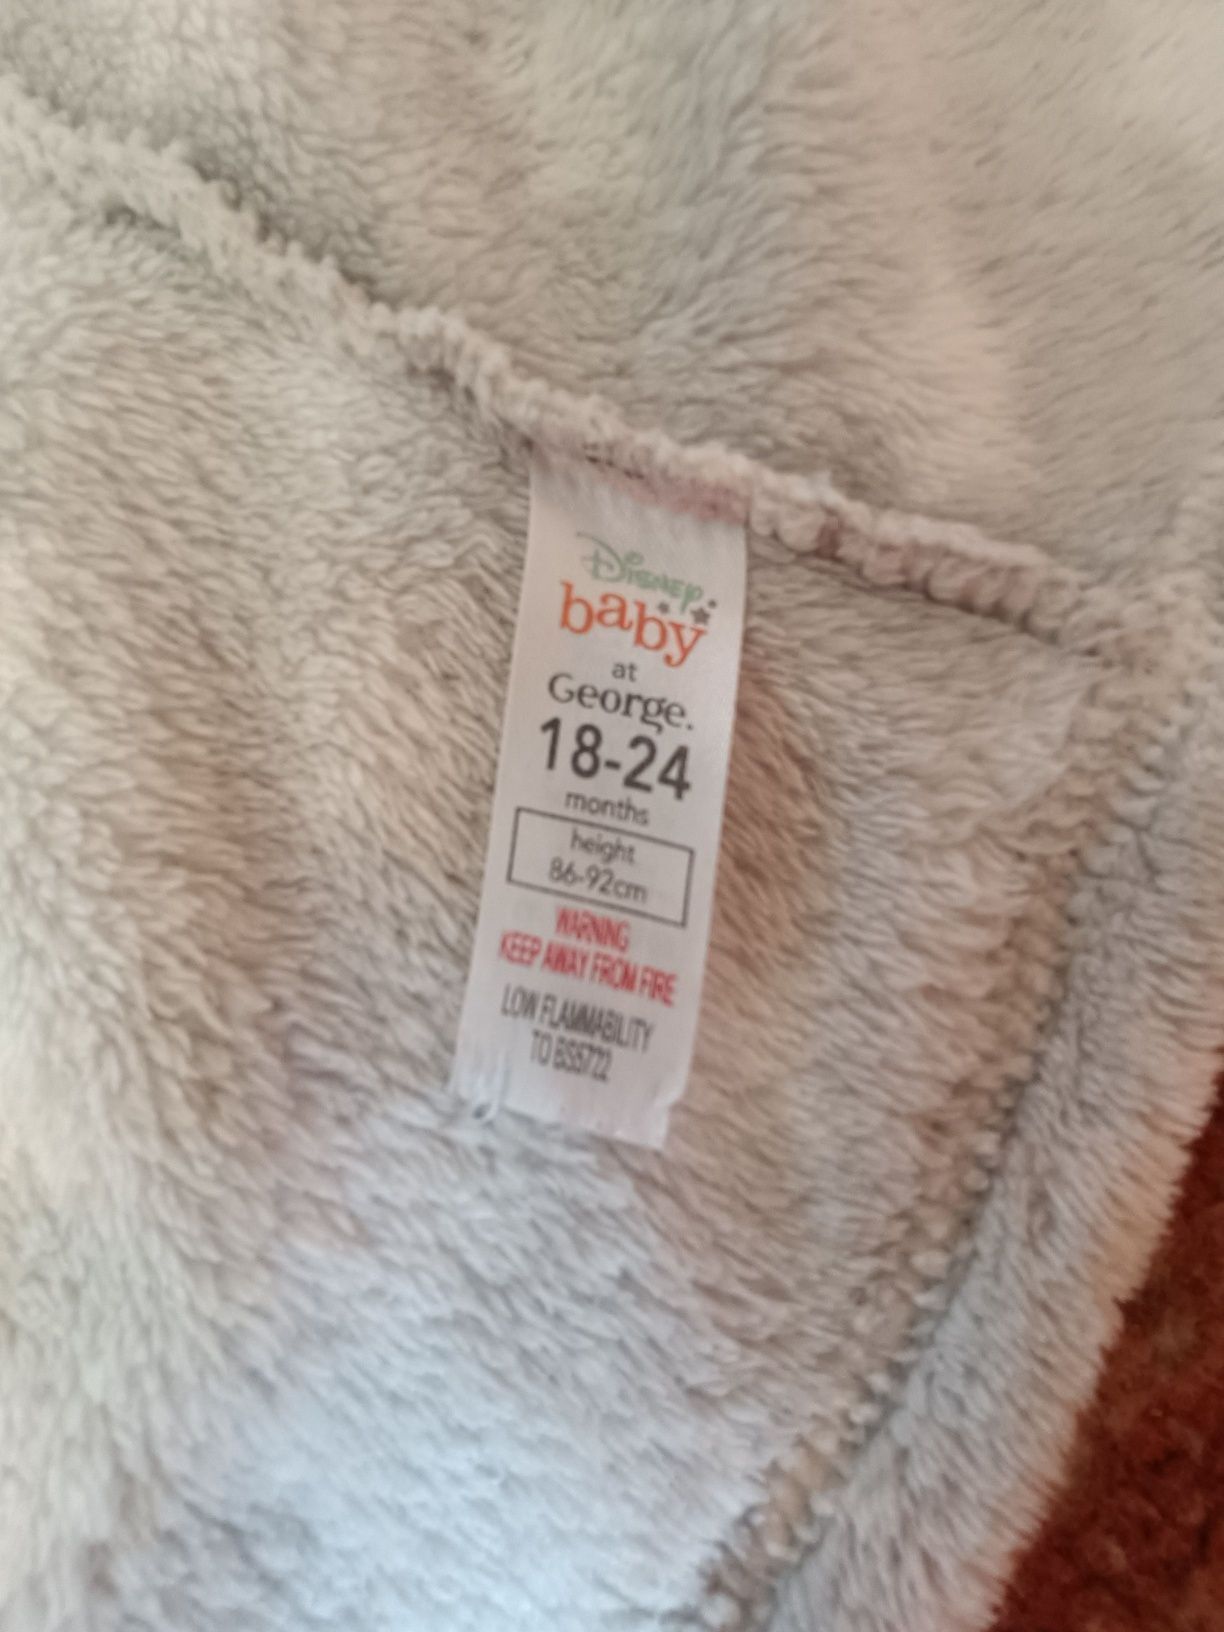 Disney
baby
at
George.
18-24
months
height
86-92cm
WARNING
KEEP AWAY FROM FIRE
LOW FLAMMABILITY
TO BS5722